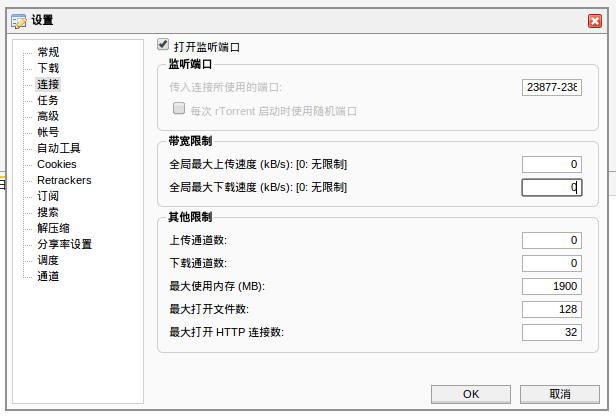 设置
常规
下载
连接
任务
高级
帐号
自动工具
Cookies
Retrackers
订阅
搜索
解压缩
分享率设置
调度
通道
打开监听端口
监听端口
传入连接所使用的端口:
23877-238
每次 rTorrent 启动时使用随机端口
带宽限制
全局最大上传速度 (kB/s): [0: 无限制]
0
全局最大下载速度 (kB/s): [0: 无限制]
0
其他限制
上传通道数:
0
下载通道数:
0
最大使用内存 (MB):
1900
最大打开文件数:
128
最大打开 HTTP 连接数:
32
OK
取消